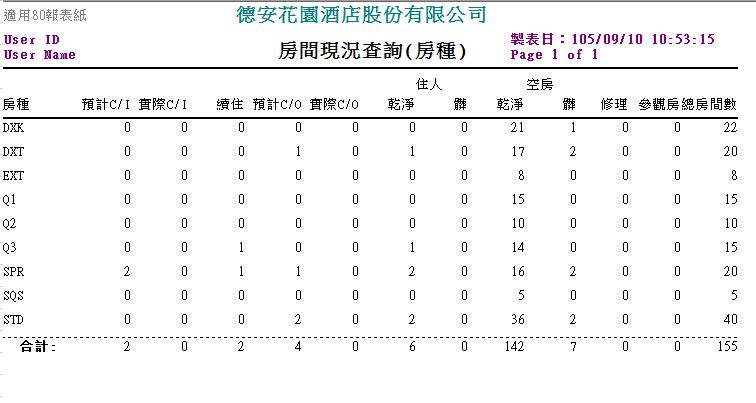 適用80報表紙
德安花園酒店股份有限公司
User ID
製表日：105/09/10 10:53:15
User Name
房間現況查詢(房種)
Page 1 of 1
住人 空房
房種 預計C/I 實際C/I 續住 預計C/O 實際C/O 乾淨 髒 乾淨 髒 修理 參觀房 總房間數
DXK 0 0 0 0 0 0 0 21 1 0 0 22
DXT 0 0 0 1 0 1 0 17 2 0 0 20
EXT 0 0 0 0 0 0 0 8 0 0 0 8
Q1 0 0 0 0 0 0 0 15 0 0 0 15
Q2 0 0 0 0 0 0 0 10 0 0 0 10
Q3 0 0 1 0 0 1 0 14 0 0 0 15
SPR 2 0 1 1 0 2 0 16 2 0 0 20
SQS 0 0 0 0 0 0 0 5 0 0 0 5
STD 0 0 0 2 0 2 0 36 2 0 0 40
合計: 2 0 2 4 0 6 0 142 7 0 0 155